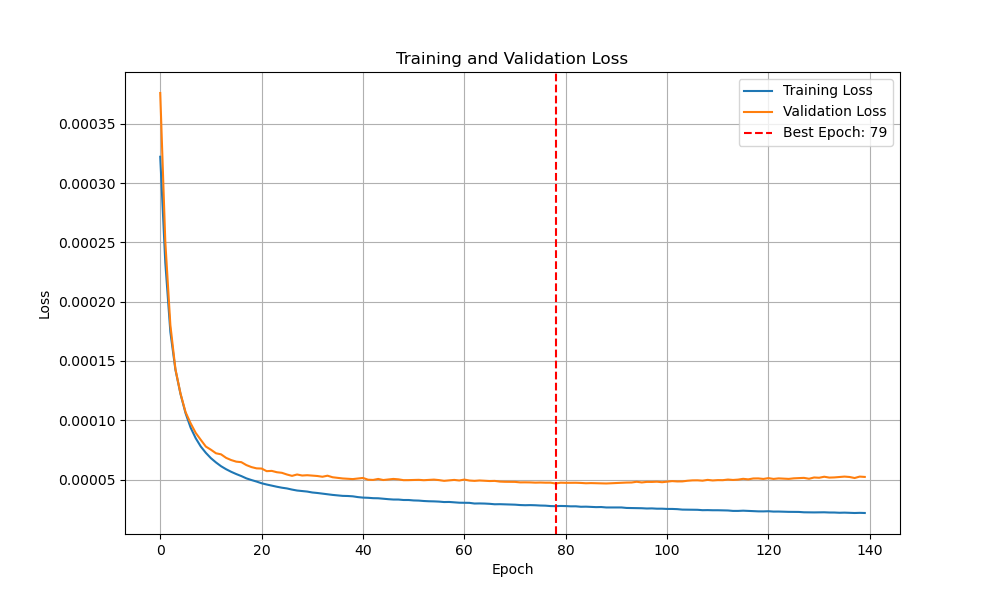 Training and Validation Loss
Training Loss
Validation Loss
Best Epoch: 79
0.00035
0.00030
0.00025
0.00020
0.00015
0.00010
0.00005
Loss
0 20 40 60 80 100 120 140
Epoch